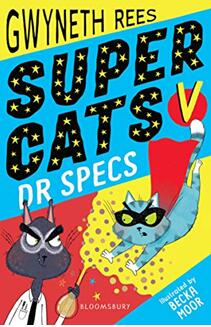 GWYNETH REES
SUPER
CATS V
DR SPECS
Illustrated by
BECKA
MOOR
BLOOMSBURY